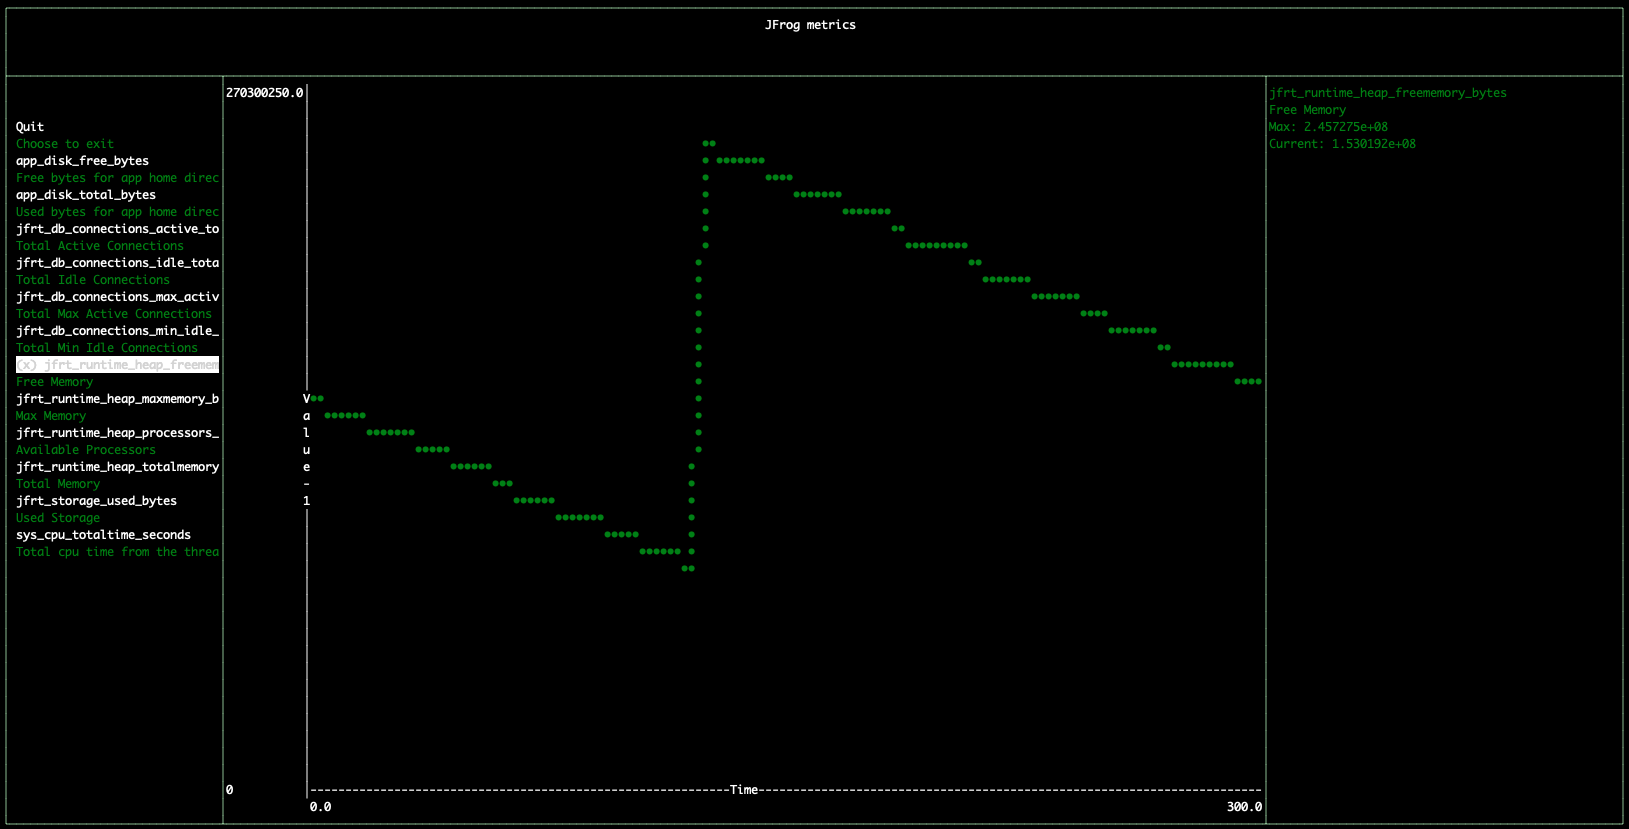 JFrog metrics
Quit
Choose to exit
app_disk_free_bytes
Free bytes for app home direc
app_disk_total_bytes
Used bytes for app home direc
jfrt_db_connections_active_to
Total Active Connections
jfrt_db_connections_idle_tota
Total Idle Connections
jfrt_db_connections_max_activ
Total Max Active Connections
jfrt_db_connections_min_idle_
Total Min Idle Connections
(x) jfrt_runtime_heap_freemem
Free Memory
jfrt_runtime_heap_maxmemory_b
Max Memory
jfrt_runtime_heap_processors_
Available Processors
jfrt_runtime_heap_totalmemory
Total Memory
jfrt_storage_used_bytes
Used Storage
sys_cpu_totaltime_seconds
Total cpu time from the threa
270300250.0
Value-1
0
Time
0.0
300.0
jfrt_runtime_heap_freememory_bytes
Free Memory
Max: 2.457275e+08
Current: 1.530192e+08